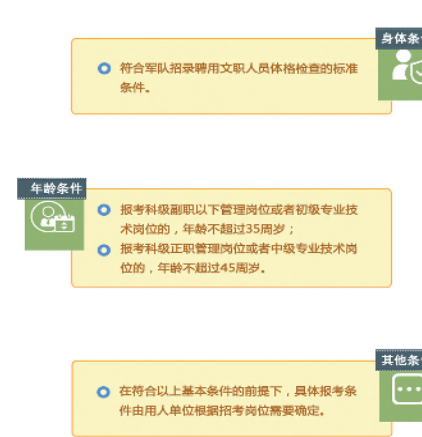 身体条
符合军队招录聘用文职人员体格检查的标准
条件。
年龄条件
报考科级副职以下管理岗位或者初级专业技
术岗位的，年龄不超过35周岁；
报考科级正职管理岗位或者中级专业技术岗
位的，年龄不超过45周岁。
其他条
在符合以上基本条件的前提下，具体报考条
件由用人单位根据招考岗位需要确定。